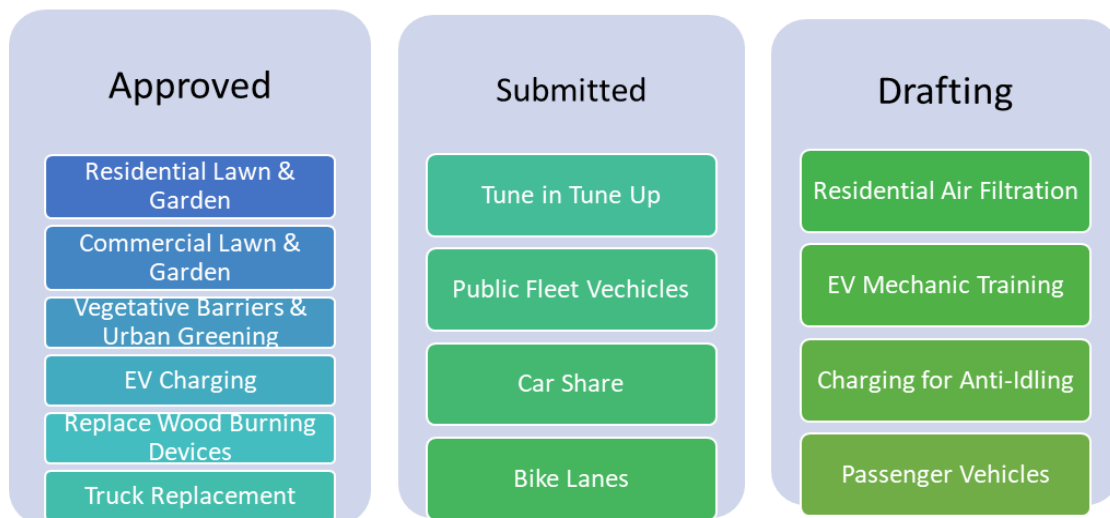 Approved
Residential Lawn &
Garden
Commercial Lawn &
Garden
Vegetative Barriers &
Urban Greening
EV Charging
Replace Wood Burning
Devices
Truck Replacement
Submitted
Tune in Tune Up
Public Fleet Vechicles
Car Share
Bike Lanes
Drafting
Residential Air Filtration
EV Mechanic Training
Charging for Anti-Idling
Passenger Vehicles